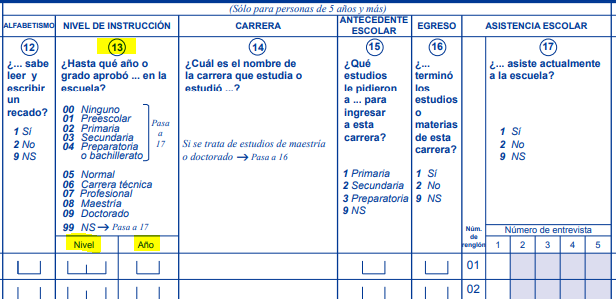 (Sólo para personas de 5 años y más)
ALFABETISMO
NIVEL DE INSTRUCCIÓN
CARRERA
ANTECEDENTE
ESCOLAR
EGRESO
ASISTENCIA ESCOLAR
12
¿... sabe
leer y
escribir
un
recado?
1 Sí
2 No
9 NS
13
¿Hasta qué año o
grado aprobó ... en la
escuela?
00 Ninguno
01 Preescolar
02 Primaria
03 Secundaria
04 Preparatoria
o bachillerato
Pasa
a
17
05 Normal
06 Carrera técnica
07 Profesional
08 Maestría
09 Doctorado
99 NS → Pasa a 17
Nivel
Año
14
¿Cuál es el nombre de
la carrera que estudia o
estudió ...?
Si se trata de estudios de maestría
o doctorado → Pasa a 16
15
¿Qué
estudios
le pidieron
a ... para
ingresar
a esta
carrera?
1 Primaria
2 Secundaria
3 Preparatoria
9 NS
16
¿...
terminó
los
estudios
o
materias
de esta
carrera?
1 Sí
2 No
9 NS
17
¿... asiste actualmente
a la escuela?
1 Sí
2 No
9 NS
Núm.
de
renglón
Número de entrevista
1 2 3 4 5
01
02